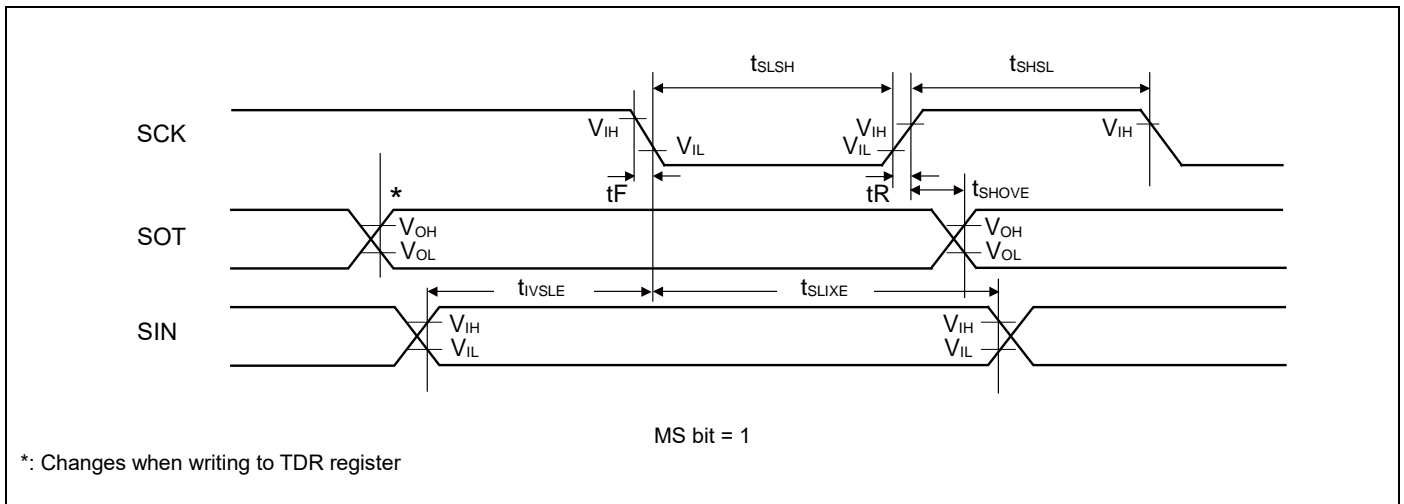 tSLSH tSHSL
SCK VIH VIL VIH VIL VIH
tF tR tSHOVE
*
SOT VOH VOL VOH VOL
tIVSLE tSLIXE
SIN VIH VIL VIH VIL
MS bit = 1
*: Changes when writing to TDR register